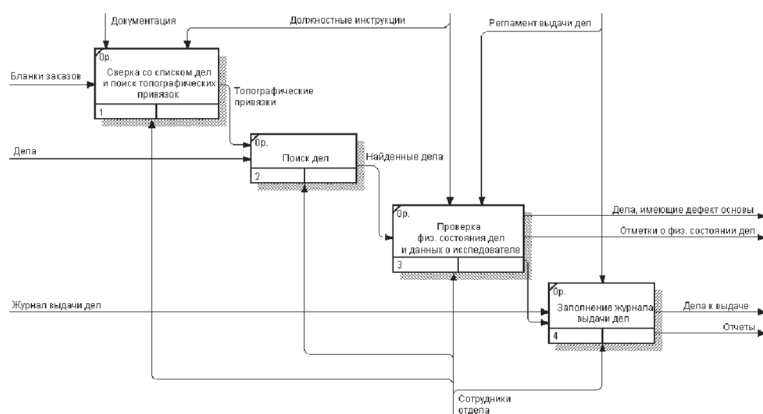 Документация
Должностные инструкции
Регламент выдачи дел
0р.
Сверка со списком дел
и поиск топографических
привязок
1
Бланки заказов
Топографические
привязки
0р.
Поиск дел
2
Дела
Найденные дела
0р.
Проверка
физ. состояния дел
и данных о исследователе
3
Дела, имеющие дефект основы
Отметки о физ. состоянии дел
Журнал выдачи дел
0р.
Заполнение журнала
выдачи дел
4
Дела к выдаче
Отчеты
Сотрудники
отдела